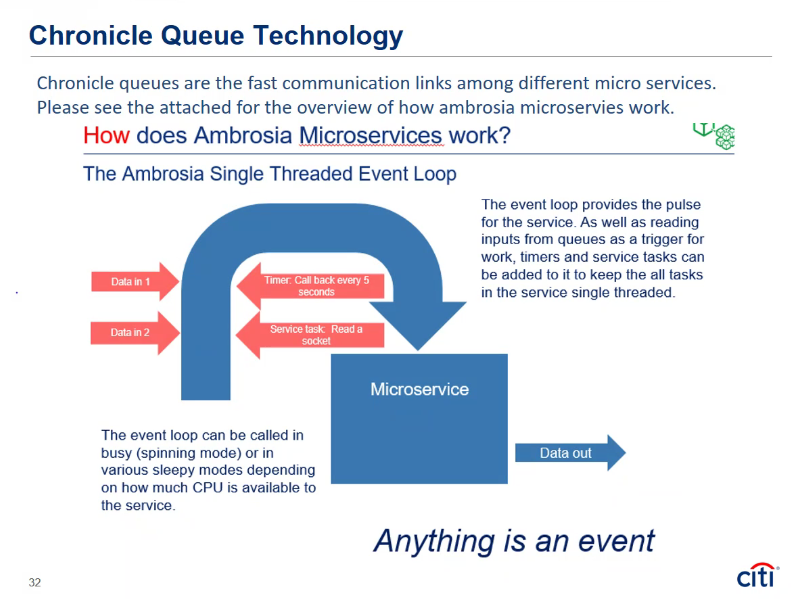 Chronicle Queue Technology
Chronicle queues are the fast communication links among different micro services.
Please see the attached for the overview of how ambrosia microservies work.
How does Ambrosia Microservices work?
The Ambrosia Single Threaded Event Loop
The event loop provides the pulse
for the service. As well as reading
inputs from queues as a trigger for
work, timers and service tasks can
be added to it to keep the all tasks
in the service single threaded.
Data in 1
Timer: Call back every 5
seconds
Data in 2
Service task: Read a
socket
Microservice
The event loop can be called in
busy (spinning mode) or in
various sleepy modes depending
on how much CPU is available to
the service.
Data out
Anything is an event
32
citi